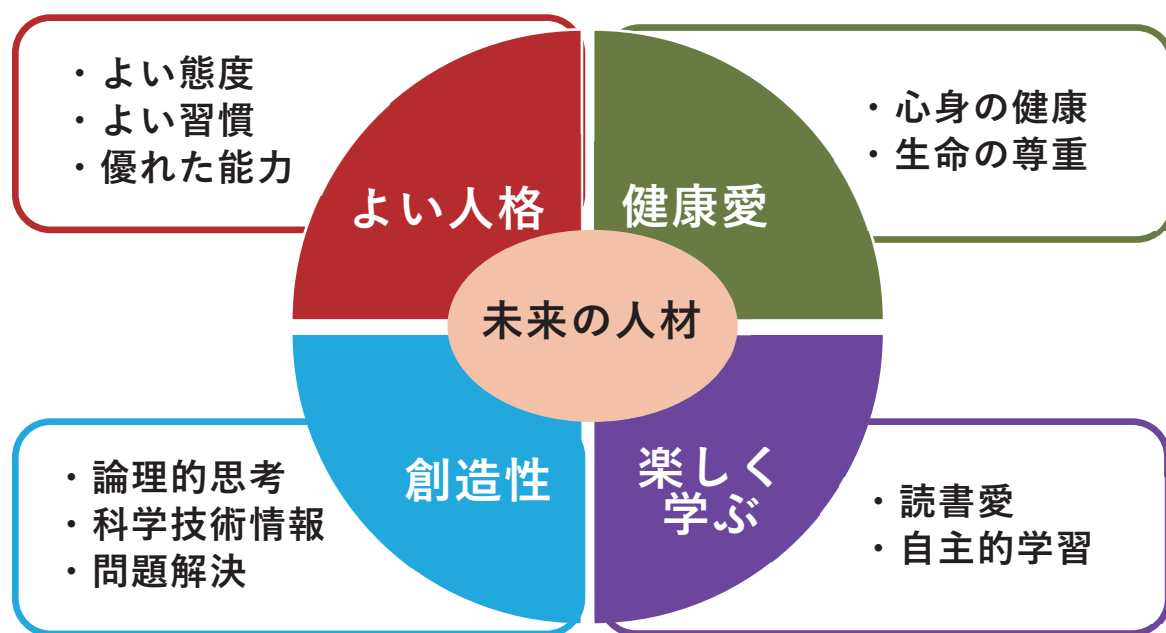 ・よい態度
・よい習慣
・優れた能力
よい人格
健康愛
・心身の健康
・生命の尊重
未来の人材
・論理的思考
・科学技術情報
・問題解決
創造性
楽しく
学ぶ
・読書愛
・自主的学習